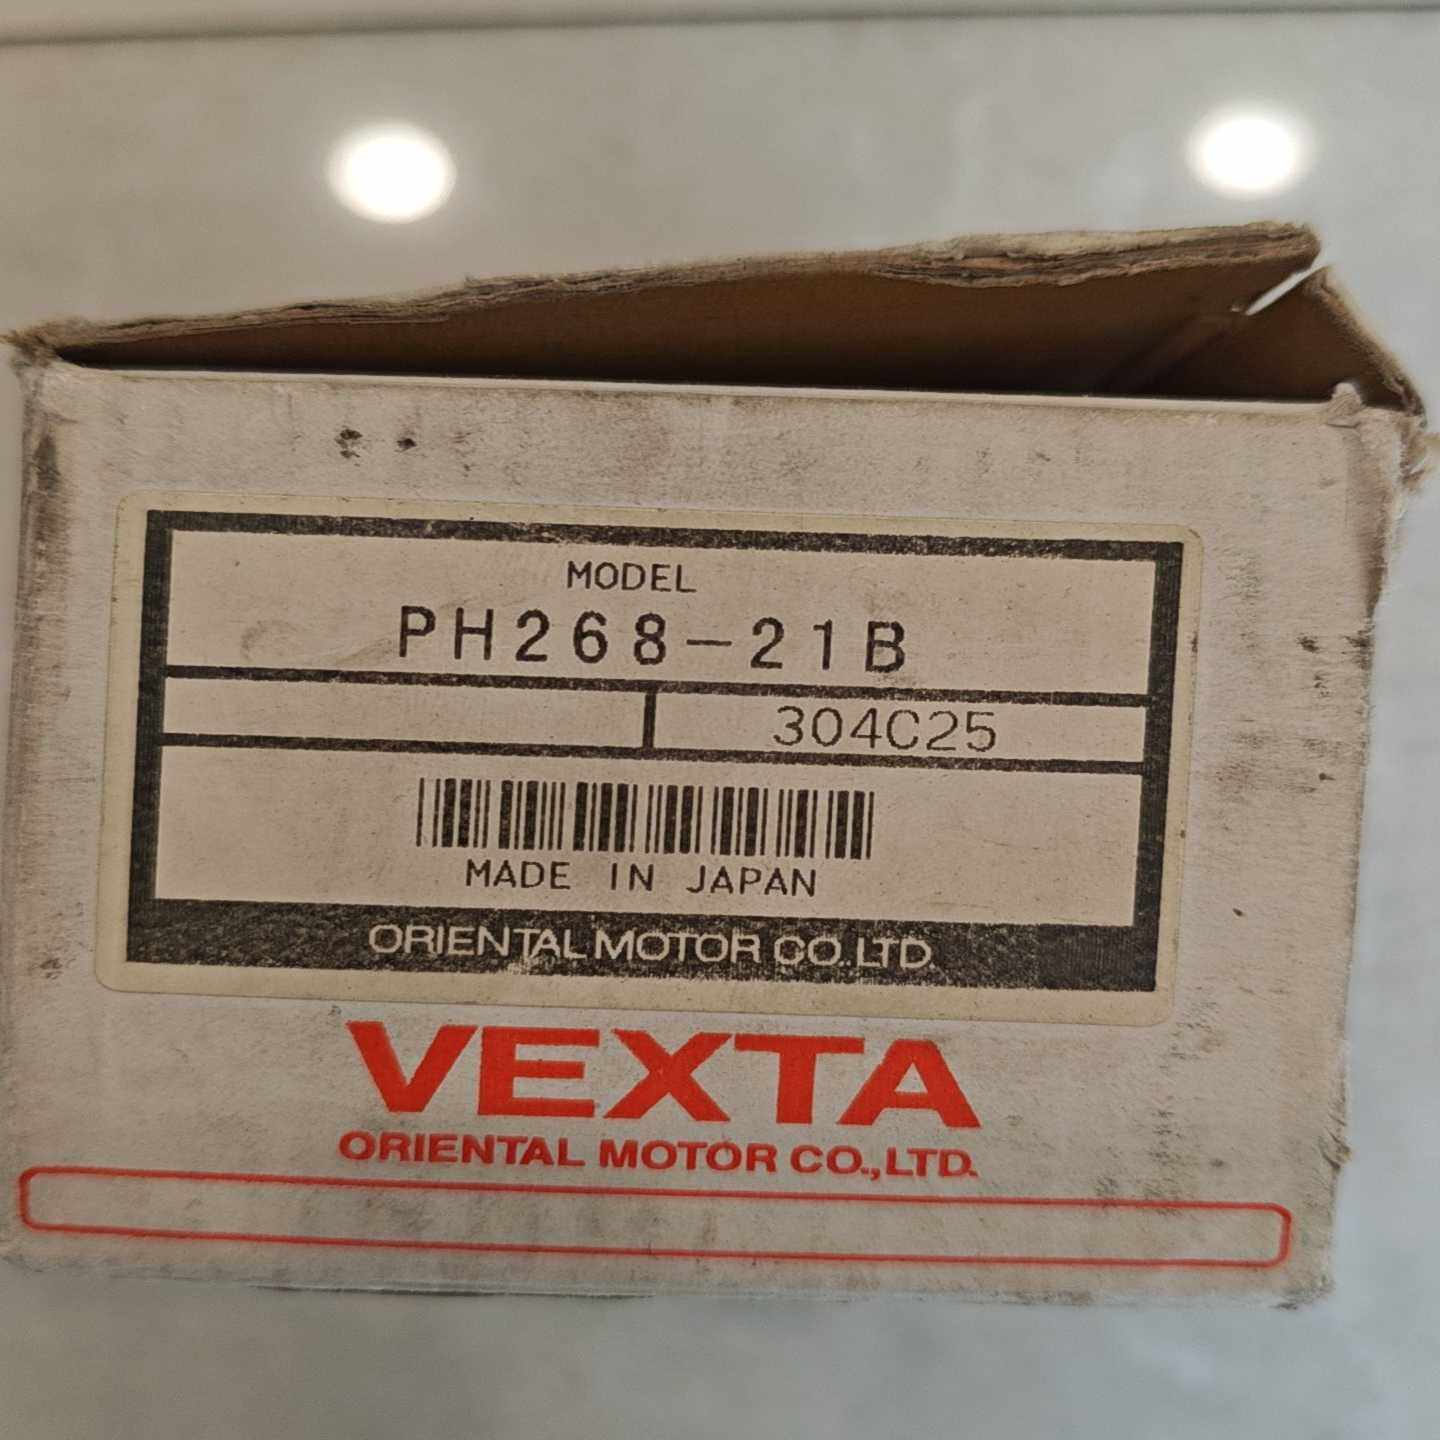 MODEL
PH268-21B
304C25
MADE IN JAPAN
ORIENTAL MOTOR CO.LTD.
VEXTA
ORIENTAL MOTOR CO.,LTD.